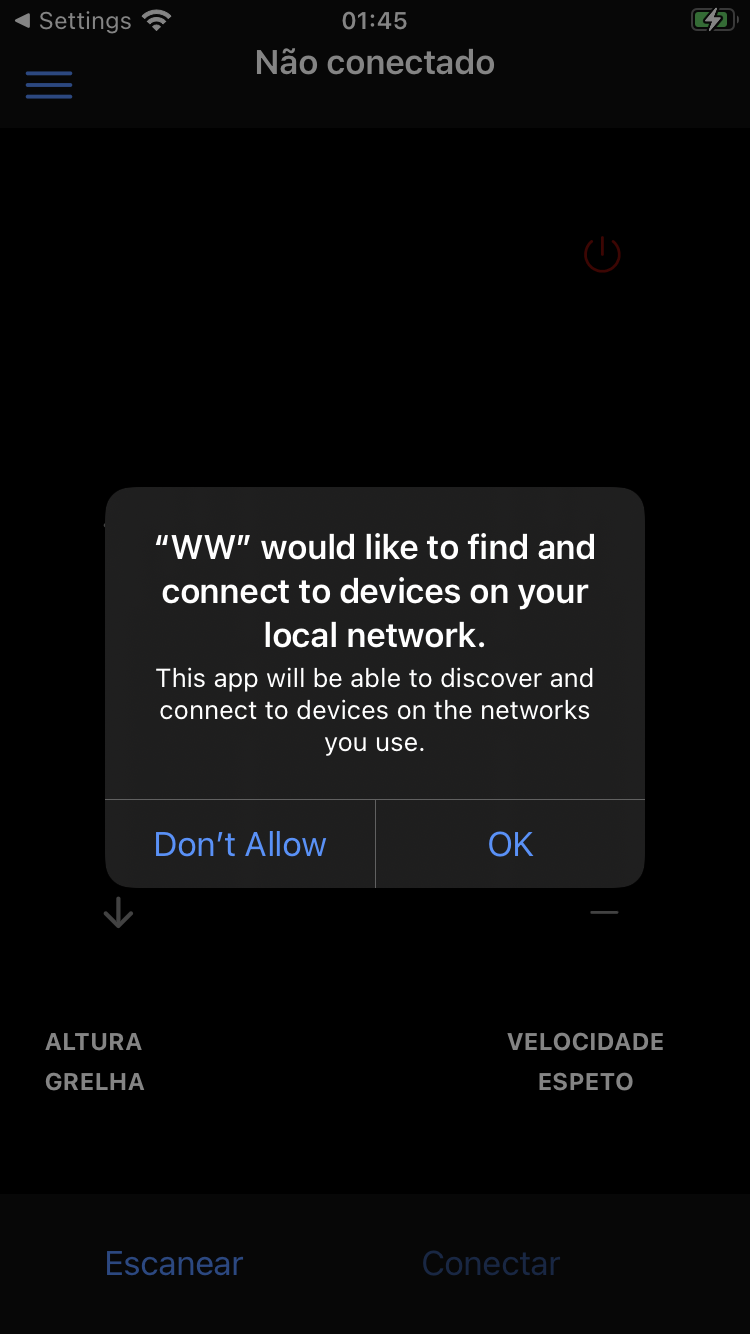 Settings
01:45
Não conectado
“WW” would like to find and
connect to devices on your
local network.
This app will be able to discover and
connect to devices on the networks
you use.
Don’t Allow
OK
ALTURA
GRELHA
VELOCIDADE
ESPETO
Escanear
Conectar